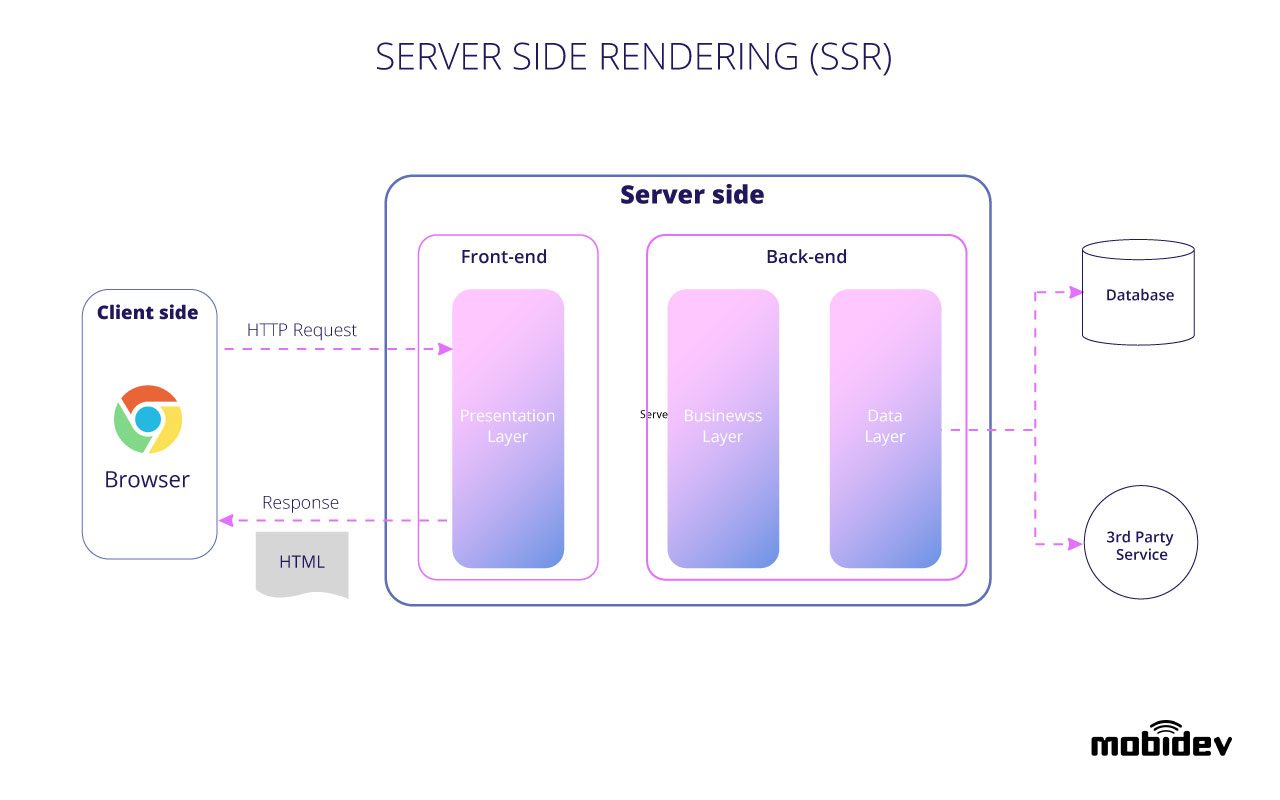 SERVER SIDE RENDERING (SSR)
Server side
Front-end
Back-end
Client side
HTTP Request
Browser
Response
HTML
Presentation
Layer
Serve
Businewss
Layer
Data
Layer
Database
3rd Party
Service
mobidev